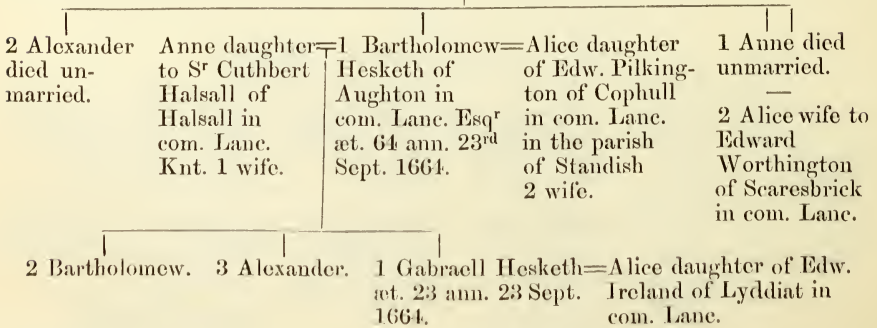 2 Alexander
died un-
married.
Anne daughter
to Sr Cuthbert
Halsall of
Halsall in
com. Lanc.
Knt. 1 wife.
=1 Bartholomew=
Hesketh of
Aughton in
com. Lanc. Esqr
æt. 64 ann. 23rd
Sept. 1664.
Alice daughter
of Edw. Pilking-
ton of Cophull
in com. Lanc.
in the parish
of Standish
2 wife.
1 Anne died
unmarried.
—
2 Alice wife to
Edward
Worthington
of Scaresbrick
in com. Lanc.
2 Bartholomew.
3 Alexander.
1 Gabraell Hesketh=
æt. 23 ann. 23 Sept.
1664.
Alice daughter of Edw.
Ireland of Lyddiat in
com. Lanc.